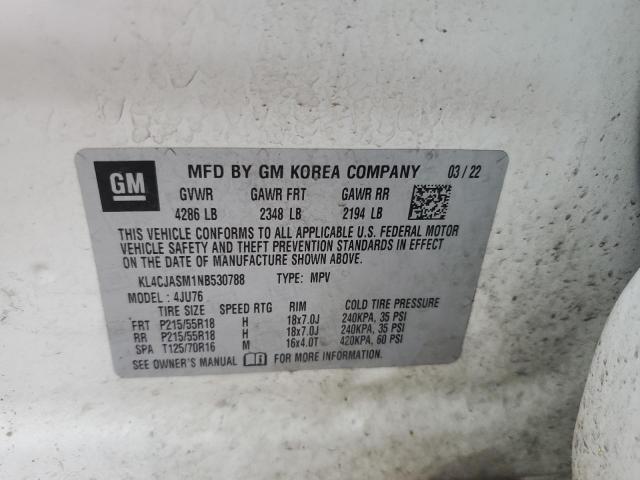 GM
MFD BY GM KOREA COMPANY 03/22
GVWR GAWR FRT GAWR RR
4286 LB 2348 LB 2194 LB
THIS VEHICLE CONFORMS TO ALL APPLICABLE U.S. FEDERAL MOTOR
VEHICLE SAFETY AND THEFT PREVENTION STANDARDS IN EFFECT
ON THE DATE OF MANUFACTURE SHOWN ABOVE.
KL4CJASM1NB530788 TYPE: MPV
MODEL: 4JU76
TIRE SIZE SPEED RTG RIM COLD TIRE PRESSURE
FRT P215/55R18 H 18x7.0J 240KPA, 35 PSI
RR P215/55R18 H 18x7.0J 240KPA, 35 PSI
SPA T125/70R16 M 16x4.0T 420KPA, 60 PSI
SEE OWNER'S MANUAL FOR MORE INFORMATION.